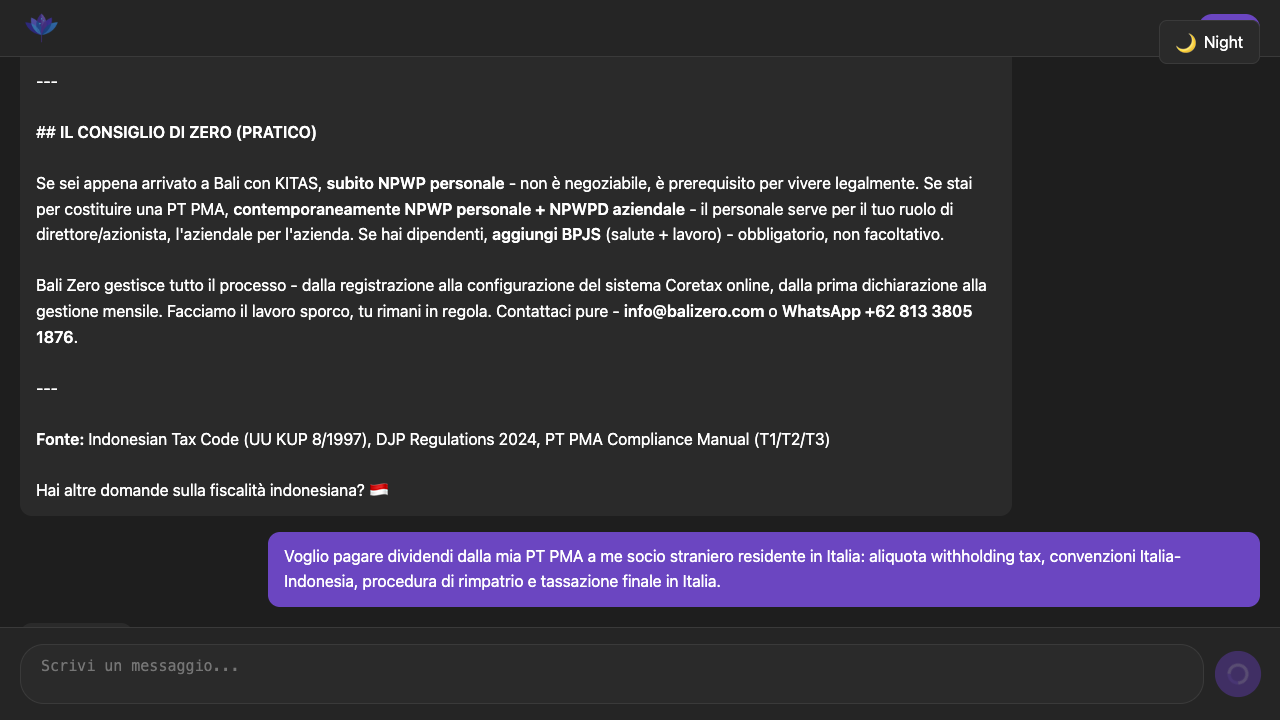 🌙 Night
---
## IL CONSIGLIO DI ZERO (PRATICO)
Se sei appena arrivato a Bali con KITAS, subito NPWP personale - non è negoziabile, è prerequisito per vivere legalmente. Se stai
per costituire una PT PMA, contemporaneamente NPWP personale + NPWPD aziendale - il personale serve per il tuo ruolo di
direttore/azionista, l'aziendale per l'azienda. Se hai dipendenti, aggiungi BPJS (salute + lavoro) - obbligatorio, non facoltativo.
Bali Zero gestisce tutto il processo - dalla registrazione alla configurazione del sistema Coretax online, dalla prima dichiarazione alla
gestione mensile. Facciamo il lavoro sporco, tu rimani in regola. Contattaci pure - info@balizero.com o WhatsApp +62 813 3805
1876.
---
Fonte: Indonesian Tax Code (UU KUP 8/1997), DJP Regulations 2024, PT PMA Compliance Manual (T1/T2/T3)
Hai altre domande sulla fiscalità indonesiana? 🇮🇩
Voglio pagare dividendi dalla mia PT PMA a me socio straniero residente in Italia: aliquota withholding tax, convenzioni Italia-
Indonesia, procedura di rimpatrio e tassazione finale in Italia.
Scrivi un messaggio...